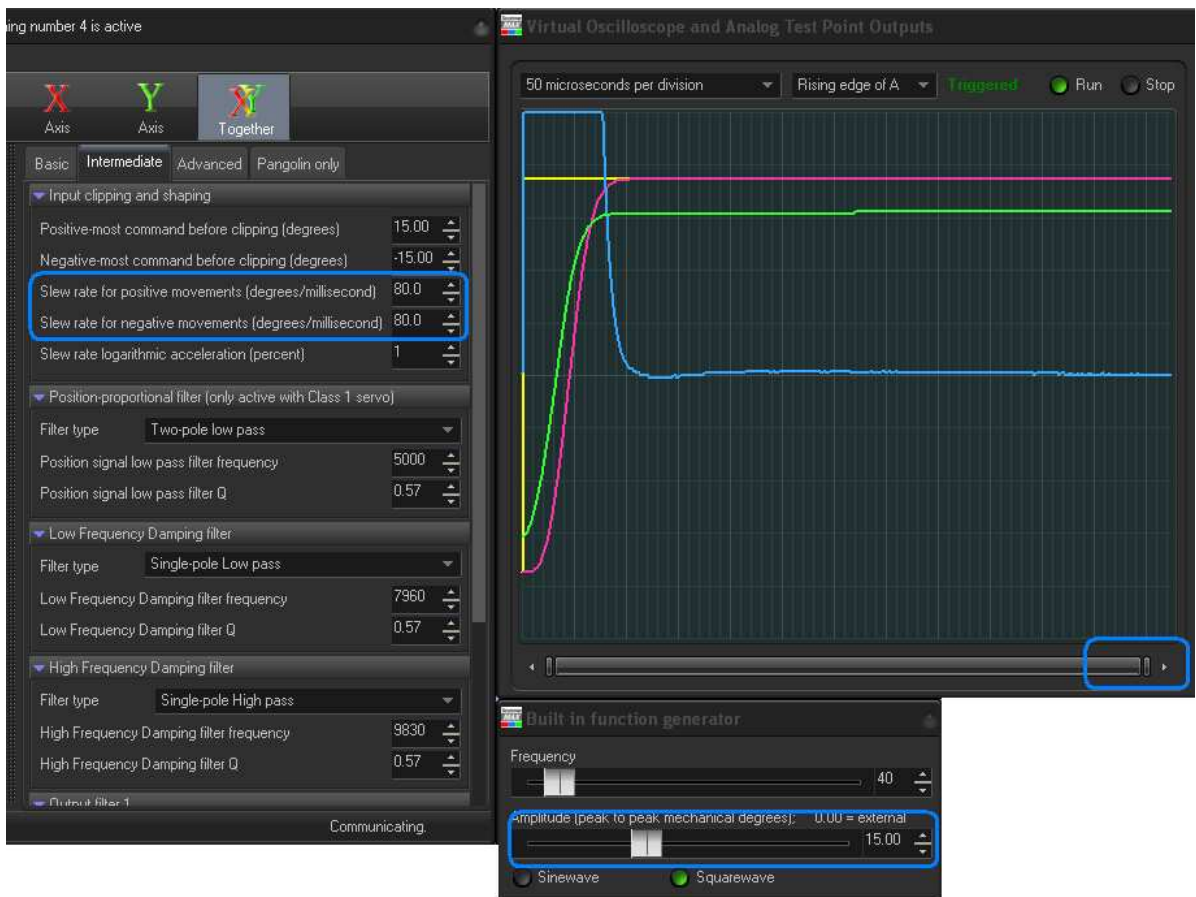 ing number 4 is active
X Axis
Y Axis
XY Together
Basic Intermediate Advanced Pangolin only
Input clipping and shaping
Positive-most command before clipping (degrees) 15.00
Negative-most command before clipping (degrees) -15.00
Slew rate for positive movements (degrees/millisecond) 80.0
Slew rate for negative movements (degrees/millisecond) 80.0
Slew rate logarithmic acceleration (percent) 1
Position-proportional filter (only active with Class 1 servo)
Filter type Two-pole low pass
Position signal low pass filter frequency 5000
Position signal low pass filter Q 0.57
Low Frequency Damping filter
Filter type Single-pole Low pass
Low Frequency Damping filter frequency 7960
Low Frequency Damping filter Q 0.57
High Frequency Damping filter
Filter type Single-pole High pass
High Frequency Damping filter frequency 9830
High Frequency Damping filter Q 0.57
Output filter 1
Communicating.
Virtual Oscilloscope and Analog Test Point Outputs
50 microseconds per division Rising edge of A Triggered Run Stop
Built in function generator
Frequency
40
Amplitude (peak to peak mechanical degrees); 0.00 = external
15.00
Sinewave Squarewave